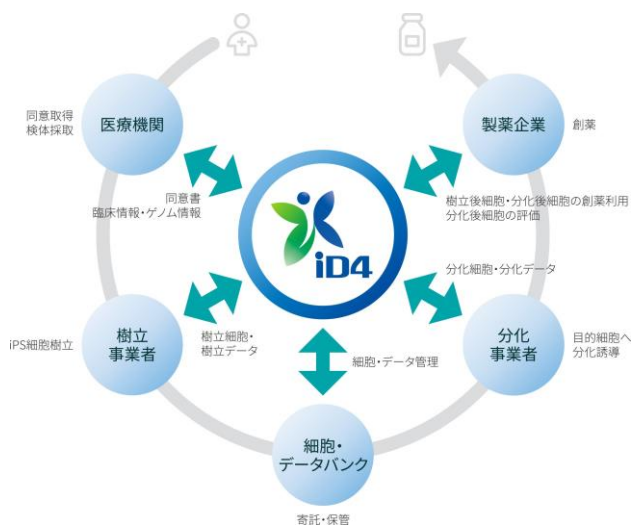 同意取得
検体採取
医療機関
製薬企業
創薬
同意書
臨床情報・ゲノム情報
樹立後細胞・分化後細胞の創薬利用
分化後細胞の評価
iD4
分化細胞・分化データ
iPS細胞樹立
樹立
事業者
樹立細胞・
樹立データ
細胞・データ管理
分化
事業者
目的細胞へ
分化誘導
細胞・
データバンク
寄託・保管